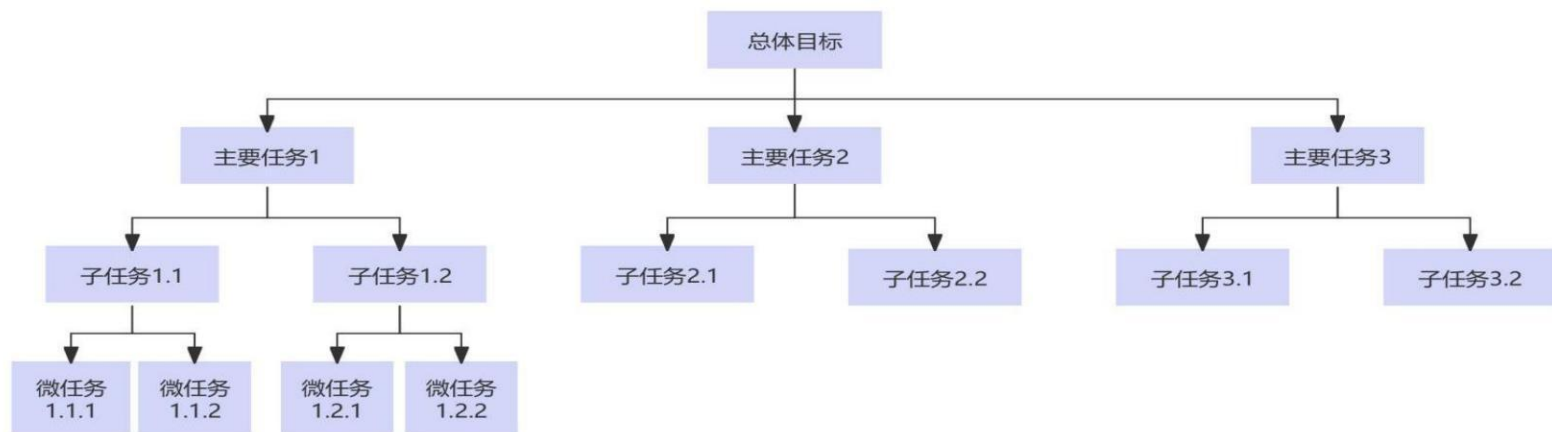 总体目标
主要任务1
主要任务2
主要任务3
子任务1.1
子任务1.2
子任务2.1
子任务2.2
子任务3.1
子任务3.2
微任务
1.1.1
微任务
1.1.2
微任务
1.2.1
微任务
1.2.2